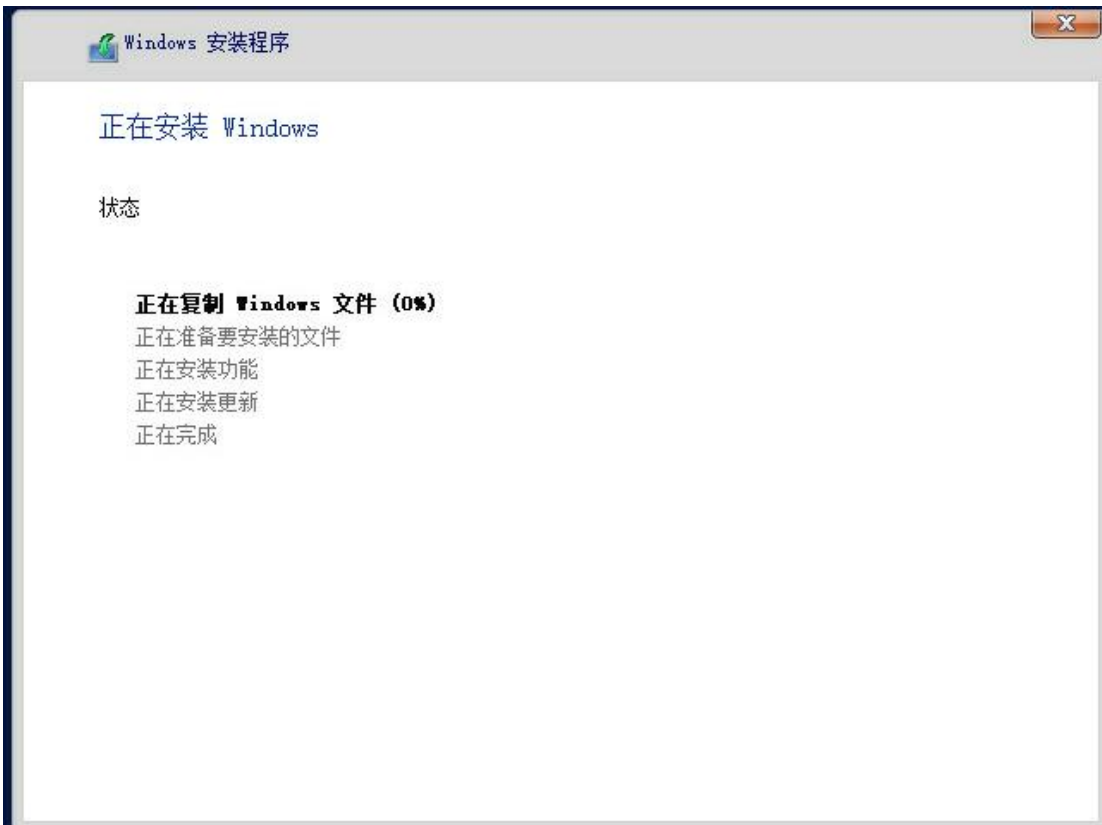 Windows 安装程序
正在安装 Windows
状态
正在复制 Windows 文件 (0%)
正在准备要安装的文件
正在安装功能
正在安装更新
正在完成